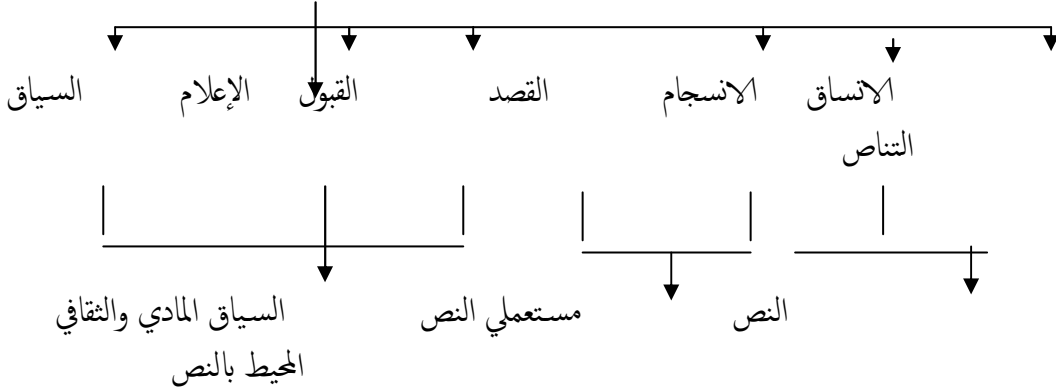 الاتساق الانسجام القصد القبول الإعلام السياق
التناص
النص مستعملي النص السياق المادي والثقافي
المحيط بالنص